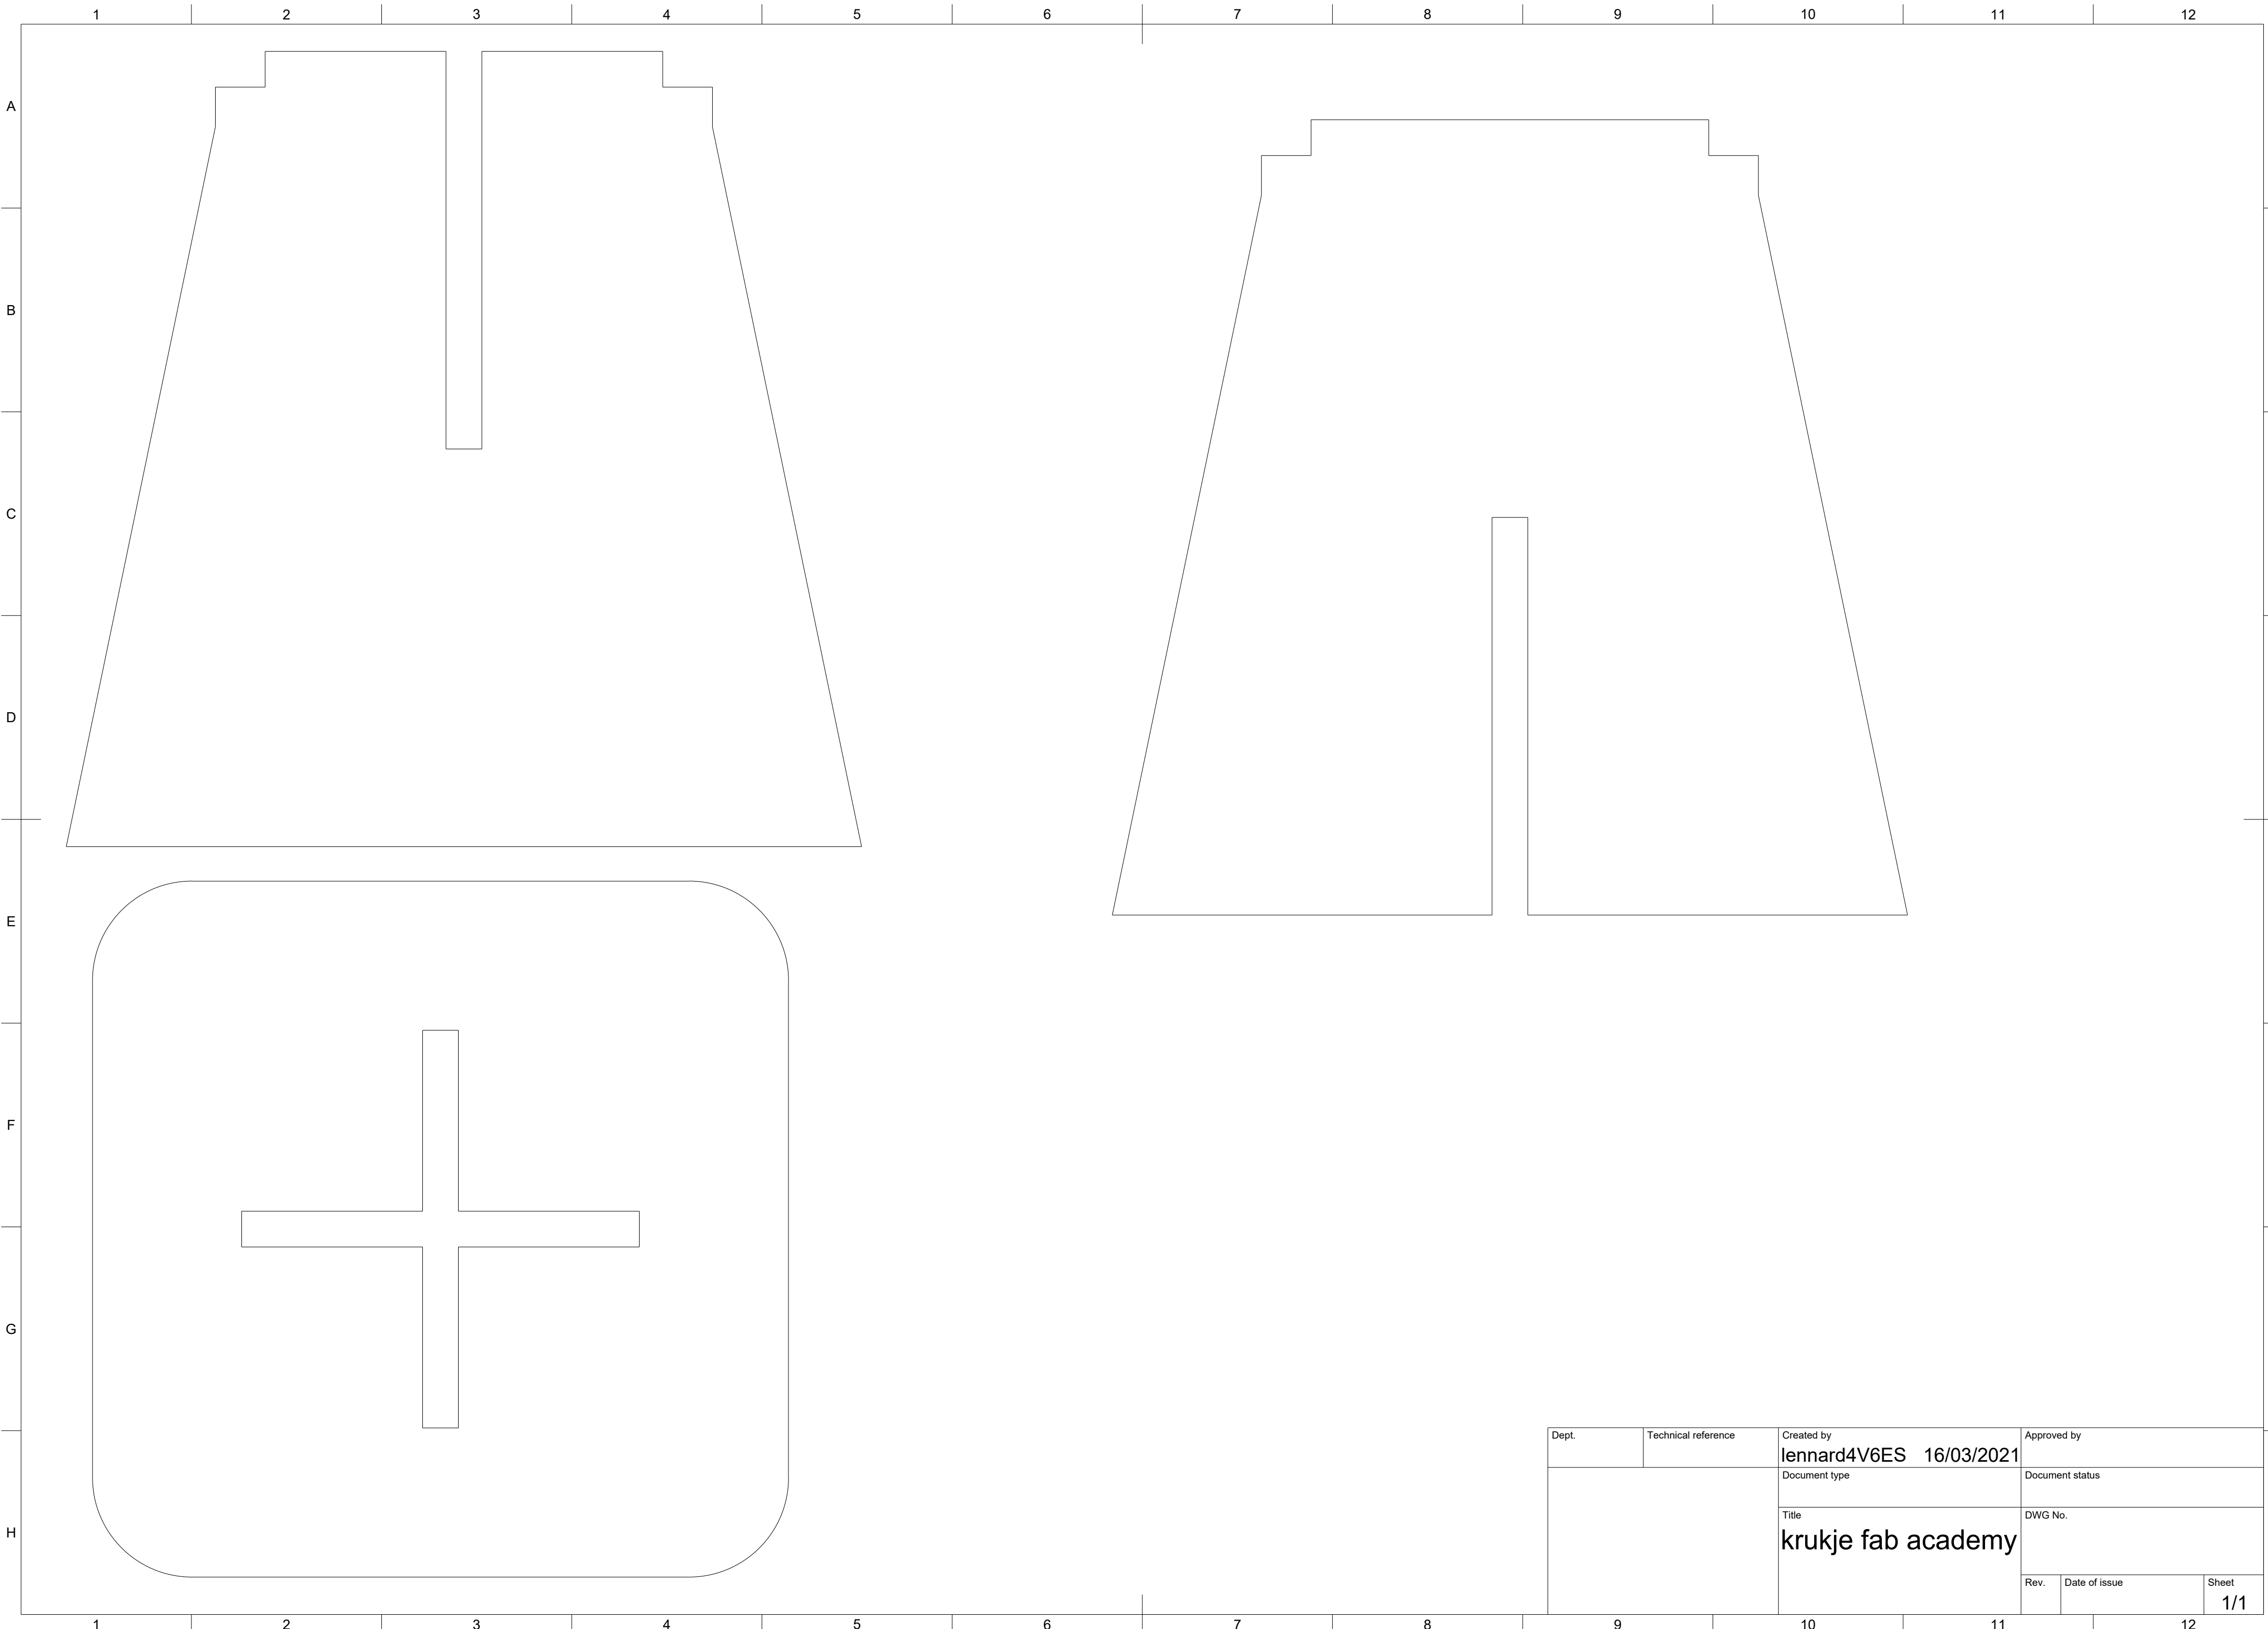 1 2 3 4 5 6 7 8 9 10 11 12
A
B
C
D
E
F
G
H
Dept. Technical reference Created by Approved by
lennard4V6ES 16/03/2021
Document type Document status
Title DWG No.
krukje fab academy
Rev. Date of issue Sheet
1/1
1 2 3 4 5 6 7 8 9 10 11 12